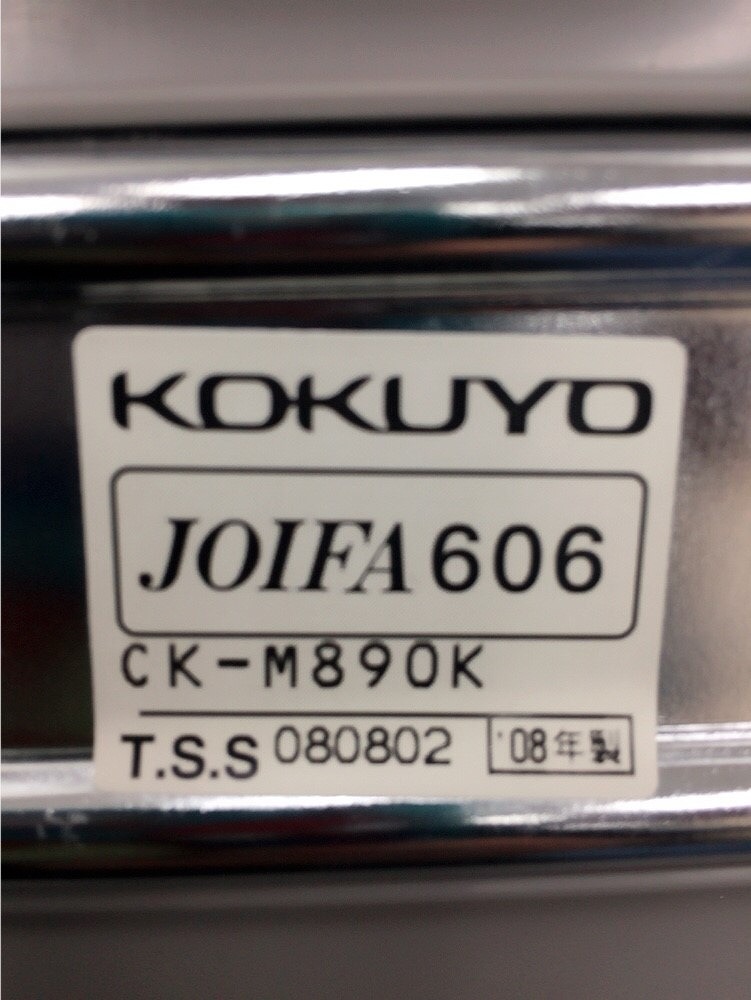 KOKUYO
JOIFA 606
CK-M890K
T.S.S 080802 '08年製